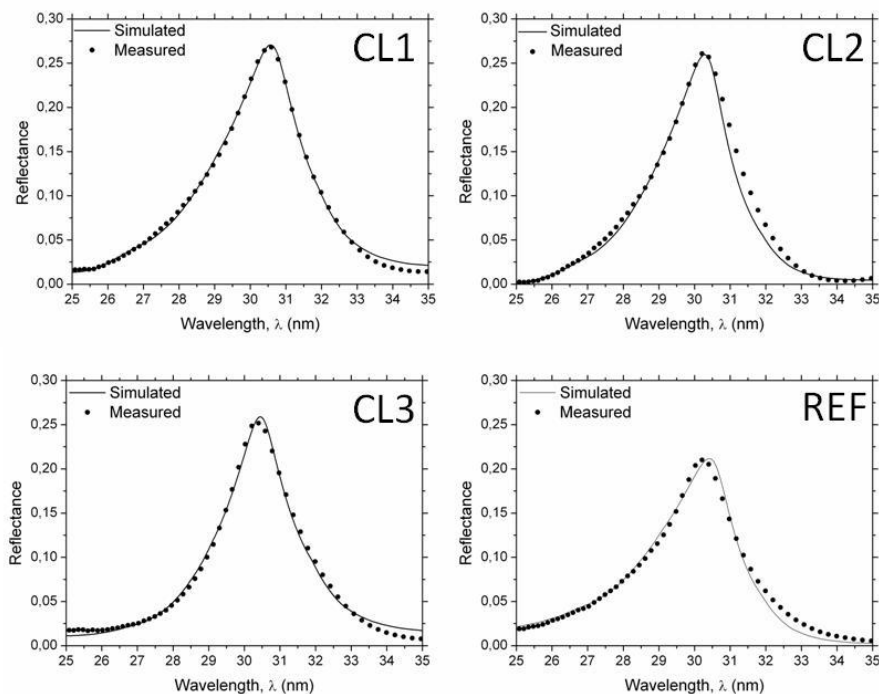 0,30
Simulated
Measured
CL1
0,25
0,20
0,15
0,10
0,05
0,00
Reflectance
25 26 27 28 29 30 31 32 33 34 35
Wavelength, λ (nm)
0,30
Simulated
Measured
CL2
0,25
0,20
0,15
0,10
0,05
0,00
Reflectance
25 26 27 28 29 30 31 32 33 34 35
Wavelength, λ (nm)
0,30
Simulated
Measured
CL3
0,25
0,20
0,15
0,10
0,05
0,00
Reflectance
25 26 27 28 29 30 31 32 33 34 35
Wavelength, λ (nm)
0,30
Simulated
Measured
REF
0,25
0,20
0,15
0,10
0,05
0,00
Reflectance
25 26 27 28 29 30 31 32 33 34 35
Wavelength, λ (nm)